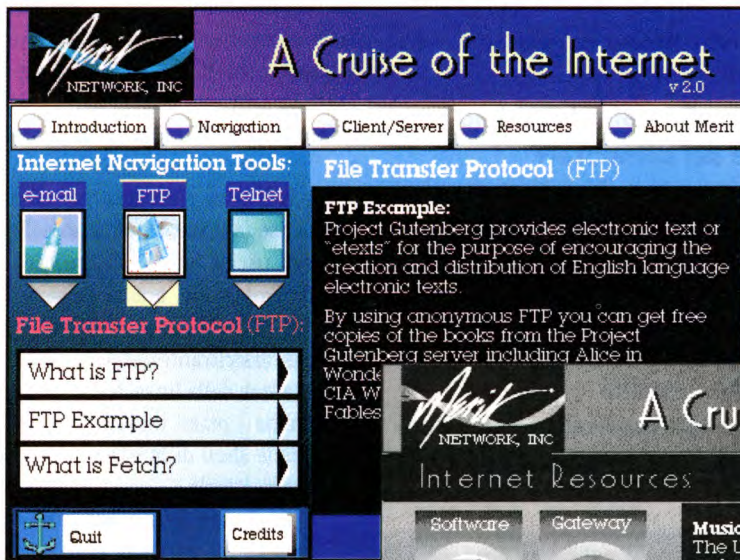 Merit
NETWORK, INC
A Cruise of the Internet
v 2.0
Introduction
Navigation
Client/Server
Resources
About Merit
Internet Navigation Tools:
e-mail
FTP
Telnet
File Transfer Protocol (FTP):
What is FTP?
FTP Example
What is Fetch?
Quit
Credits
File Transfer Protocol (FTP)
FTP Example:
Project Gutenberg provides electronic text or
"etexts" for the purpose of encouraging the
creation and distribution of English language
electronic texts.
By using anonymous FTP you can get free
copies of the books from the Project
Gutenberg server including Alice in
Wonde
CIA W
Fables
Merit
NETWORK, INC
A Cru
Internet Resources
Software
Gateway
Music
The U